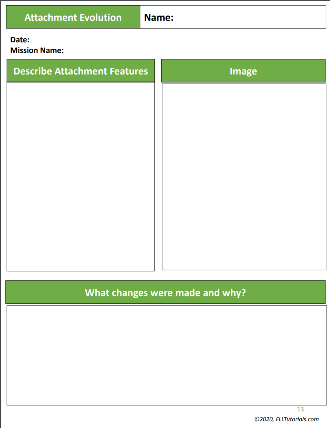 Attachment Evolution
Name:
Date:
Mission Name:
Describe Attachment Features
Image
What changes were made and why?
13
©2020, FLLTutorials.com